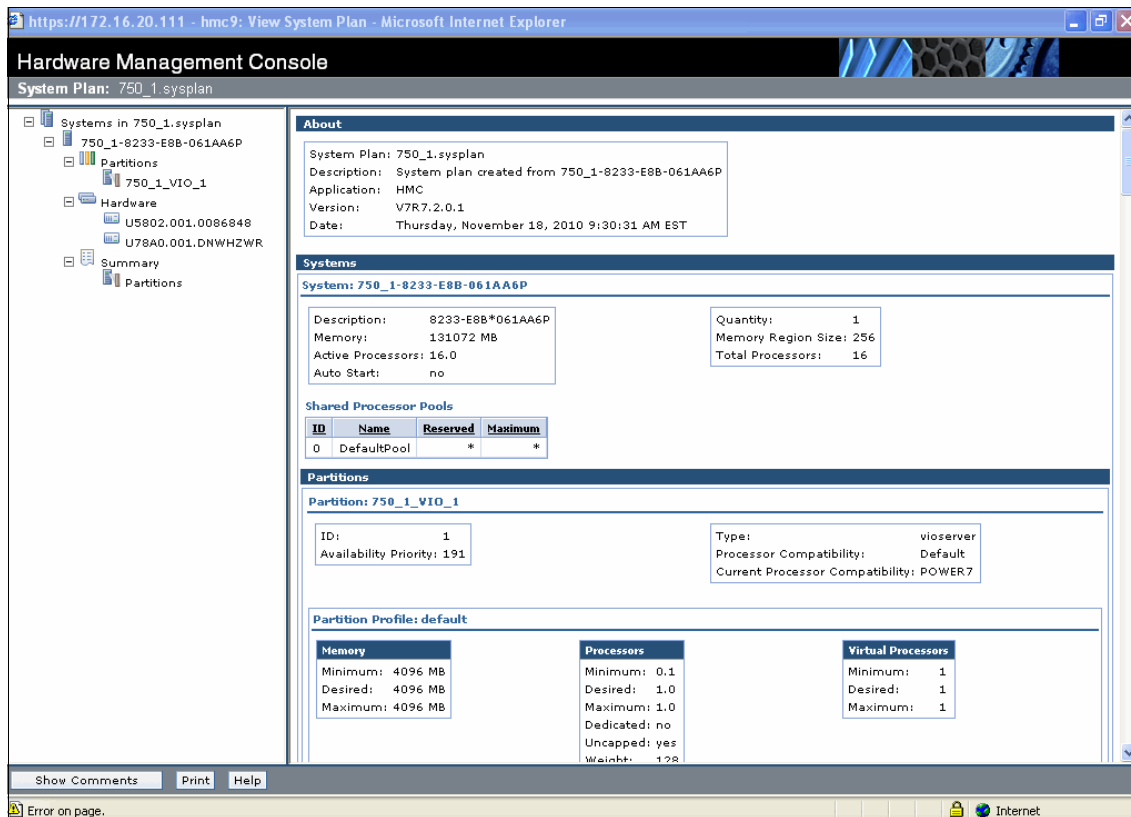 https://172.16.20.111 - hmc9: View System Plan - Microsoft Internet Explorer
Hardware Management Console
System Plan: 750_1.sysplan
Systems in 750_1.sysplan
750_1-8233-E8B-061AA6P
Partitions
750_1_VIO_1
Hardware
U5802.001.0086848
U78A0.001.DNWHZWR
Summary
Partitions
About
System Plan: 750_1.sysplan
Description: System plan created from 750_1-8233-E8B-061AA6P
Application: HMC
Version: V7R7.2.0.1
Date: Thursday, November 18, 2010 9:30:31 AM EST
Systems
System: 750_1-8233-E8B-061AA6P
Description: 8233-E8B*061AA6P
Memory: 131072 MB
Active Processors: 16.0
Auto Start: no
Quantity: 1
Memory Region Size: 256
Total Processors: 16
Shared Processor Pools
ID Name Reserved Maximum
0 DefaultPool * *
Partitions
Partition: 750_1_VIO_1
ID: 1
Availability Priority: 191
Type: vioserver
Processor Compatibility: Default
Current Processor Compatibility: POWER7
Partition Profile: default
Memory
Minimum: 4096 MB
Desired: 4096 MB
Maximum: 4096 MB
Processors
Minimum: 0.1
Desired: 1.0
Maximum: 1.0
Dedicated: no
Uncapped: yes
Weight: 128
Virtual Processors
Minimum: 1
Desired: 1
Maximum: 1
Show Comments Print Help
Error on page. Internet